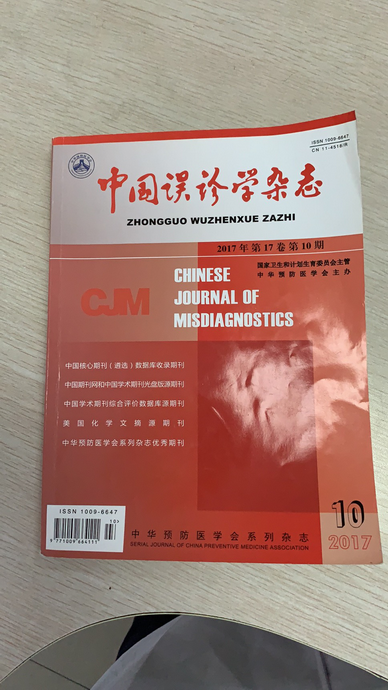 ISSN 1009-6647
CN 11-4518/R
中国误诊学杂志
ZHONGGUO WUZHENXUE ZAZHI
2017年第17卷第10期
国家卫生和计划生育委员会主管
中华预防医学会主办
CJM
CHINESE
JOURNAL OF
MISDIAGNOSTICS
中国核心期刊（遴选）数据库收录期刊
中国期刊网和中国学术期刊光盘版源期刊
中国学术期刊综合评价数据库源期刊
美国化学文摘源期刊
中华预防医学会系列杂志优秀期刊
ISSN 1009-6647
10>
9 771009 664111
10
2017
中华预防医学会系列杂志
SERIAL JOURNAL OF CHINA PREVENTIVE MEDICINE ASSOCIATION